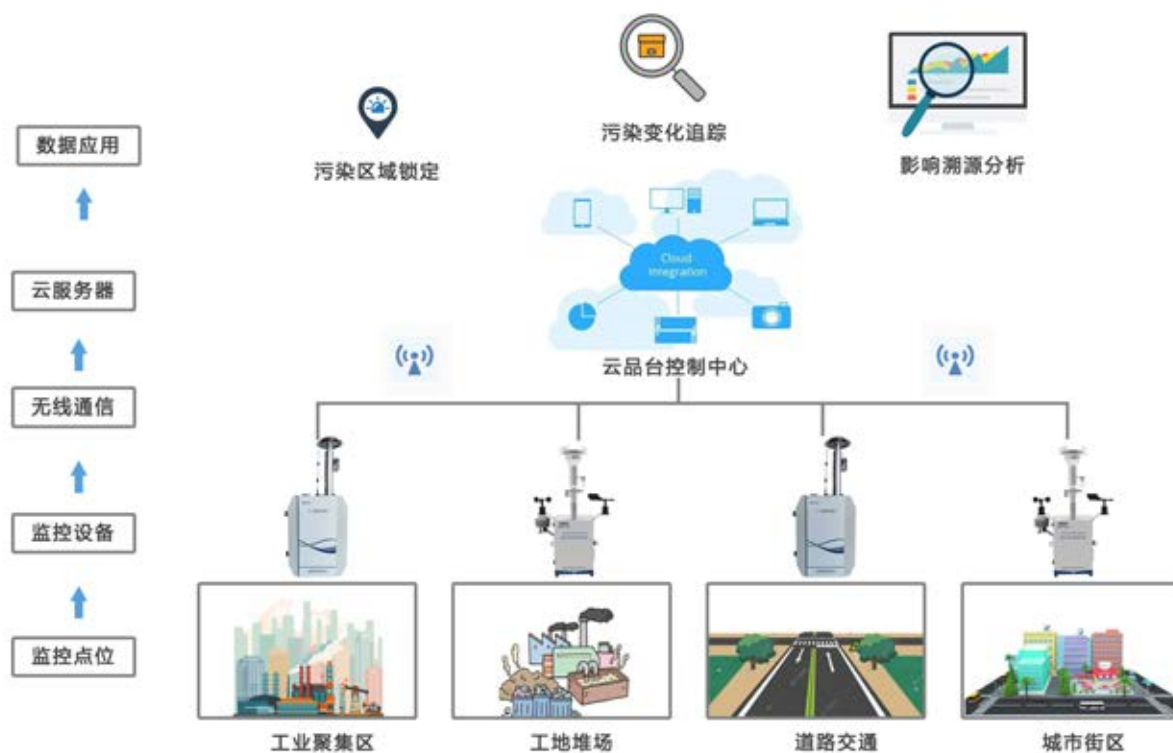 数据应用
云服务器
无线通信
监控设备
监控点位
污染区域锁定
污染变化追踪
影响溯源分析
Cloud
Integration
云品台控制中心
工业聚集区
工地堆场
道路交通
城市街区